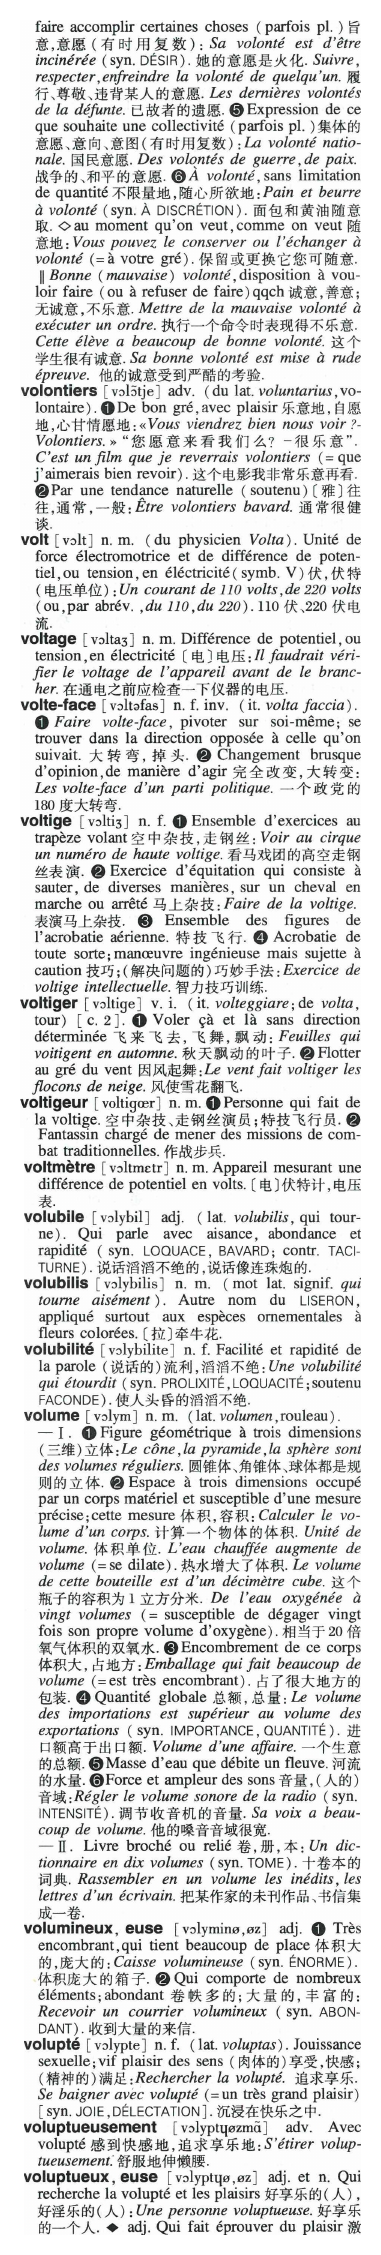 faire accomplir certaines choses (parfois pl.) 旨
意,意愿(有时用复数): Sa volonté est d'être
incinérée (syn. DÉSIR). 她的意愿是火化. Suivre,
respecter,enfreindre la volonté de quelqu'un. 履
行、尊敬、违背某人的意愿. Les dernières volontés
de la défunte. 已故者的遗愿. ❺ Expression de ce
que souhaite une collectivité (parfois pl.)集体的
意愿、意向、意图(有时用复数): La volonté natio-
nale. 国民意愿. Des volontés de guerre,de paix.
战争的、和平的意愿. ❻ À volonté,sans limitation
de quantité 不限量地,随心所欲地: Pain et beurre
à volonté (syn. À DISCRÉTION). 面包和黄油随意
取. ◇ au moment qu'on veut,comme on veut 随
意地: Vous pouvez le conserver ou l'échanger à
volonté (= à votre gré). 保留或更换它您可随意.
‖ Bonne (mauvaise) volonté,disposition à vou-
loir faire (ou à refuser de faire)qqch 诚意,善意;
无诚意,不乐意. Mettre de la mauvaise volonté à
exécuter un ordre. 执行一个命令时表现得不乐意.
Cette élève a beaucoup de bonne volonté. 这个
学生很有诚意. Sa bonne volonté est mise à rude
épreuve. 他的诚意受到严酷的考验.
volontiers [vɔlɔ̃tje] adv. (du lat. voluntarius,vo-
lontaire). ❶ De bon gré,avec plaisir 乐意地,自愿
地,心甘情愿地: «Vous viendrez bien nous voir ?-
Volontiers.» “您愿意来看我们么? －很乐意”.
C'est un film que je reverrais volontiers (= que
j'aimerais bien revoir). 这个电影我非常乐意再看.
❷ Par une tendance naturelle (soutenu)〔雅〕往
往,通常,一般: Être volontiers bavard. 通常很健
谈.
volt [vɔlt] n. m. (du physicien Volta). Unité de
force électromotrice et de différence de poten-
tiel,ou tension,en éléctricité (symb. V)伏,伏特
(电压单位): Un courant de 110 volts,de 220 volts
(ou,par abrév. ,du 110,du 220). 110 伏、220 伏电
流.
voltage [vɔltaʒ] n. m. Différence de potentiel,ou
tension,en électricité〔电〕电压: Il faudrait véri-
fier le voltage de l'appareil avant de le branc-
her. 在通电之前应检查一下仪器的电压.
volte-face [vɔltəfas] n. f. inv. (it. volta faccia).
❶ Faire volte-face, pivoter sur soi-même; se
trouver dans la direction opposée à celle qu'on
suivait. 大转弯,掉头. ❷ Changement brusque
d'opinion,de manière d'agir 完全改变,大转变:
Les volte-face d'un parti politique. 一个政党的
180 度大转弯.
voltige [vɔltiʒ] n. f. ❶ Ensemble d'exercices au
trapèze volant 空中杂技,走钢丝: Voir au cirque
un numéro de haute voltige. 看马戏团的高空走钢
丝表演. ❷ Exercice d'équitation qui consiste à
sauter, de diverses manières, sur un cheval en
marche ou arrêté 马上杂技: Faire de la voltige.
表演马上杂技. ❸ Ensemble des figures de
l'acrobatie aérienne. 特技飞行. ❹ Acrobatie de
toute sorte; manœuvre ingénieuse mais sujette à
caution 技巧;(解决问题的)巧妙手法: Exercice de
voltige intellectuelle. 智力技巧训练.
voltiger [vɔltiʒe] v. i. (it. volteggiare; de volta,
tour) [c. 2]. ❶ Voler çà et là sans direction
déterminée 飞来飞去,飞舞,飘动: Feuilles qui
voitigent en automne. 秋天飘动的叶子. ❷ Flotter
au gré du vent 因风起舞: Le vent fait voltiger les
flocons de neige. 风使雪花翻飞.
voltigeur [vɔltiʒœr] n. m. ❶ Personne qui fait de
la voltige. 空中杂技、走钢丝演员;特技飞行员. ❷
Fantassin chargé de mener des missions de com-
bat traditionnelles. 作战步兵.
voltmètre [vɔltmɛtr] n. m. Appareil mesurant une
différence de potentiel en volts.〔电〕伏特计,电压
表.
volubile [vɔlybil] adj. (lat. volubilis, qui tour-
ne). Qui parle avec aisance, abondance et
rapidité (syn. LOQUACE, BAVARD; contr. TACI-
TURNE). 说话滔滔不绝的,说话像连珠炮的.
volubilis [vɔlybilis] n. m. (mot lat. signif. qui
tourne aisément). Autre nom du LISERON,
appliqué surtout aux espèces ornementales à
fleurs colorées.〔拉〕牵牛花.
volubilité [vɔlybilite] n. f. Facilité et rapidité de
la parole (说话的)流利,滔滔不绝: Une volubilité
qui étourdit (syn. PROLIXITÉ,LOQUACITÉ;soutenu
FACONDE). 使人头昏的滔滔不绝.
volume [vɔlym] n. m. (lat. volumen,rouleau).
— Ⅰ. ❶ Figure géométrique à trois dimensions
(三维)立体: Le cône,la pyramide,la sphère sont
des volumes réguliers. 圆锥体、角锥体、球体都是规
则的立体. ❷ Espace à trois dimensions occupé
par un corps matériel et susceptible d'une mesure
précise;cette mesure 体积,容积: Calculer le vo-
lume d'un corps. 计算一个物体的体积. Unité de
volume. 体积单位. L'eau chauffée augmente de
volume (= se dilate). 热水增大了体积. Le volume
de cette bouteille est d'un décimètre cube. 这个
瓶子的容积为 1 立方分米. De l'eau oxygénée à
vingt volumes (= susceptible de dégager vingt
fois son propre volume d'oxygène). 相当于 20 倍
氧气体积的双氧水. ❸ Encombrement de ce corps
体积大,占地方: Emballage qui fait beaucoup de
volume (= est très encombrant). 占了很大地方的
包装. ❹ Quantité globale 总额,总量: Le volume
des importations est supérieur au volume des
exportations (syn. IMPORTANCE, QUANTITÉ). 进
口额高于出口额. Volume d'une affaire. 一个生意
的总额. ❺ Masse d'eau que débite un fleuve. 河流
的水量. ❻ Force et ampleur des sons 音量,(人的)
音域: Régler le volume sonore de la radio (syn.
INTENSITÉ). 调节收音机的音量. Sa voix a beau-
coup de volume. 他的嗓音音域很宽.
— Ⅱ. Livre broché ou relié 卷,册,本: Un dic-
tionnaire en dix volumes (syn. TOME). 十卷本的
词典. Rassembler en un volume les inédits, les
lettres d'un écrivain. 把某作家的未刊作品、书信集
成一卷.
volumineux, euse [vɔlyminø,øz] adj. ❶ Très
encombrant,qui tient beaucoup de place 体积大
的,庞大的: Caisse volumineuse (syn. ÉNORME).
体积庞大的箱子. ❷ Qui comporte de nombreux
éléments;abondant 卷帙多的;大量的,丰富的:
Recevoir un courrier volumineux (syn. ABON-
DANT). 收到大量的来信.
volupté [vɔlypte] n. f. (lat. voluptas). Jouissance
sexuelle;vif plaisir des sens (肉体的)享受,快感;
(精神的)满足: Rechercher la volupté. 追求享乐.
Se baigner avec volupté (= un très grand plaisir)
[syn. JOIE,DÉLECTATION]. 沉浸在快乐之中.
voluptueusement [vɔlyptɥøzmɑ̃] adv. Avec
volupté 感到快感地,追求享乐地: S'étirer volup-
tueusement. 舒服地伸懒腰.
voluptueux, euse [vɔlyptɥø,øz] adj. et n. Qui
recherche la volupté et les plaisirs 好享乐的(人),
好淫乐的(人): Une personne voluptueuse. 好享乐
的一个人. ◆ adj. Qui fait éprouver du plaisir 激